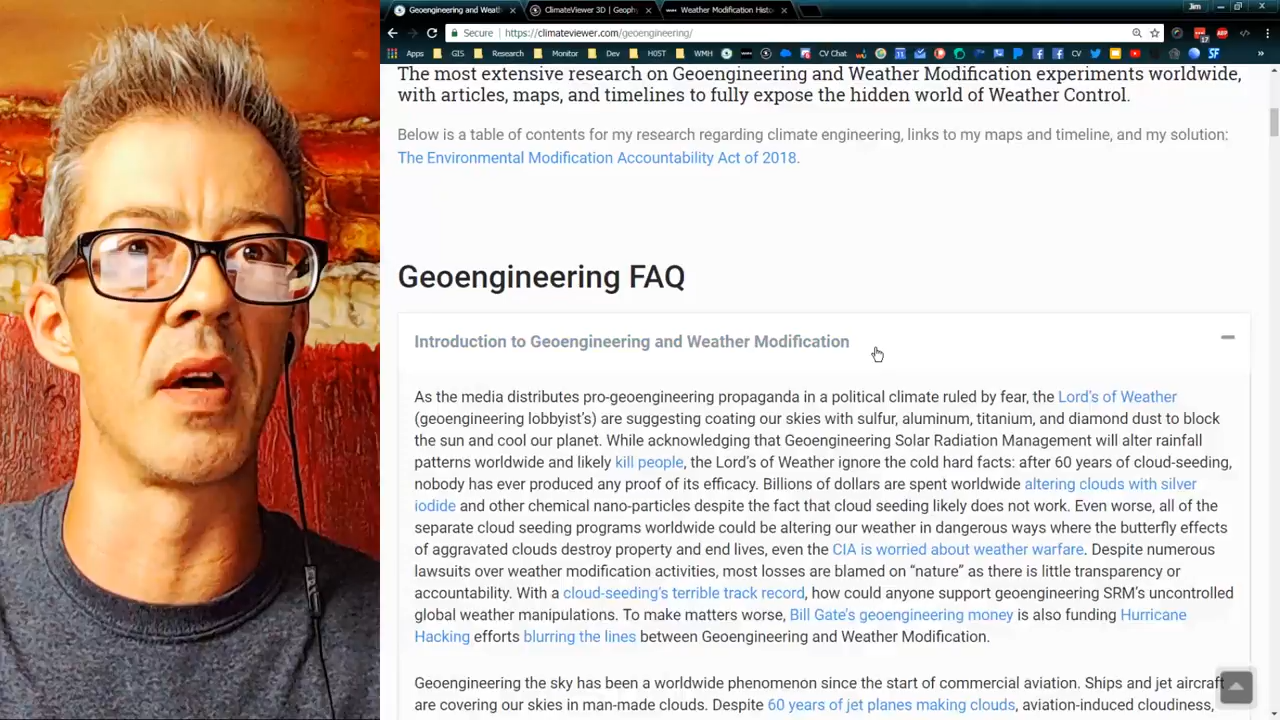 Engineering and Weath
ClimateViewer 3D | Geoph
Weather Modification Histo
Jim
Secure
https://climateviewer.com/geoengineering/
17
ABP
Apps
GIS
Research
Monitor
Dev
H05T
WMH
CV Chat
CV
SF
The most extensive research on Geoengineering and Weather Modification experiments worldwide,
with articles, maps, and timelines to fully expose the hidden world of Weather Control.
Below is a table of contents for my research regarding climate engineering, links to my maps and timeline, and my solution:
The Environmental Modification Accountability Act of 2018.
Geoengineering FAQ
Introduction to Geoengineering and Weather Modification
As the media distributes pro-geoengineering propaganda in a political climate ruled by fear, the Lord's of Weather
(geoengineering lobbyist's) are suggesting coating our skies with sulfur, aluminum, titanium, and diamond dust to block
the sun and cool our planet. While acknowledging that Geoengineering Solar Radiation Management will alter rainfall
patterns worldwide and likely kill people, the Lord's of Weather ignore the cold hard facts: after 60 years of cloud-seeding,
nobody has ever produced any proof of its efficacy. Billions of dollars are spent worldwide altering clouds with silver
iodide and other chemical nano-particles despite the fact that cloud seeding likely does not work. Even worse, all of the
separate cloud seeding programs worldwide could be altering our weather in dangerous ways where the butterfly effects
of aggravated clouds destroy property and end lives, even the CIA is worried about weather warfare. Despite numerous
lawsuits over weather modification activities, most losses are blamed on “nature” as there is little transparency or
accountability. With a cloud-seeding's terrible track record, how could anyone support geoengineering SRM's uncontrolled
global weather manipulations. To make matters worse, Bill Gate's geoengineering money is also funding Hurricane
Hacking efforts blurring the lines between Geoengineering and Weather Modification.
Geoengineering the sky has been a worldwide phenomenon since the start of commercial aviation. Ships and jet aircraft
are covering our skies in man-made clouds. Despite 60 years of jet planes making clouds, aviation-induced cloudiness,